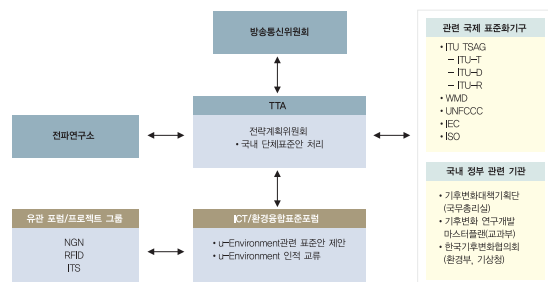 방송통신위원회
TTA
전략계획위원회
• 국내 단체표준안 처리
전파연구소
유관 포럼/프로젝트 그룹
NGN
RFID
ITS
ICT/환경융합표준포럼
• u-Environment관련 표준안 제안
• u-Environment 인적 교류
관련 국제 표준화기구
• ITU TSAG
– ITU-T
– ITU-D
– ITU-R
• WMD
• UNFCCC
• IEC
• ISO
국내 정부 관련 기관
• 기후변화대책기획단
(국무총리실)
• 기후변화 연구개발
마스터플랜(교과부)
• 한국기후변화협의회
(환경부, 기상청)